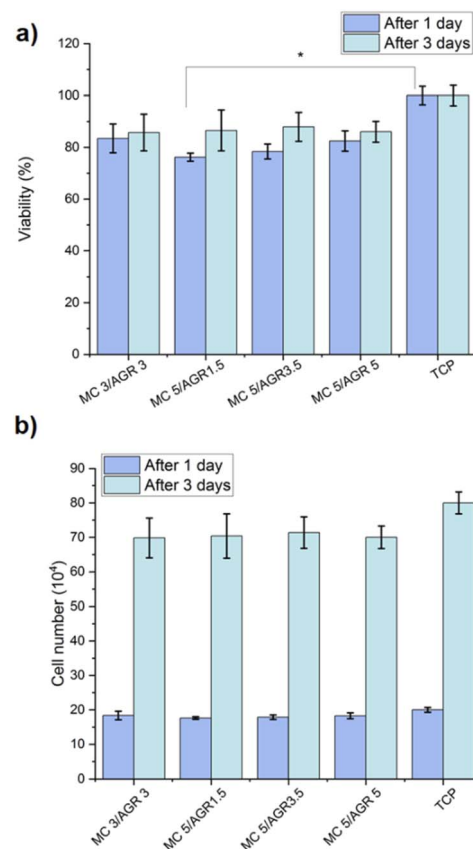 a)
After 1 day
After 3 days
*
120
100
80
60
40
20
0
Viability (%)
MC 3/AGR 3
MC 5/AGR1.5
MC 5/AGR3.5
MC 5/AGR 5
TCP
b)
After 1 day
After 3 days
90
80
70
60
50
40
30
20
10
0
Cell number (10⁴)
MC 3/AGR 3
MC 5/AGR1.5
MC 5/AGR3.5
MC 5/AGR 5
TCP